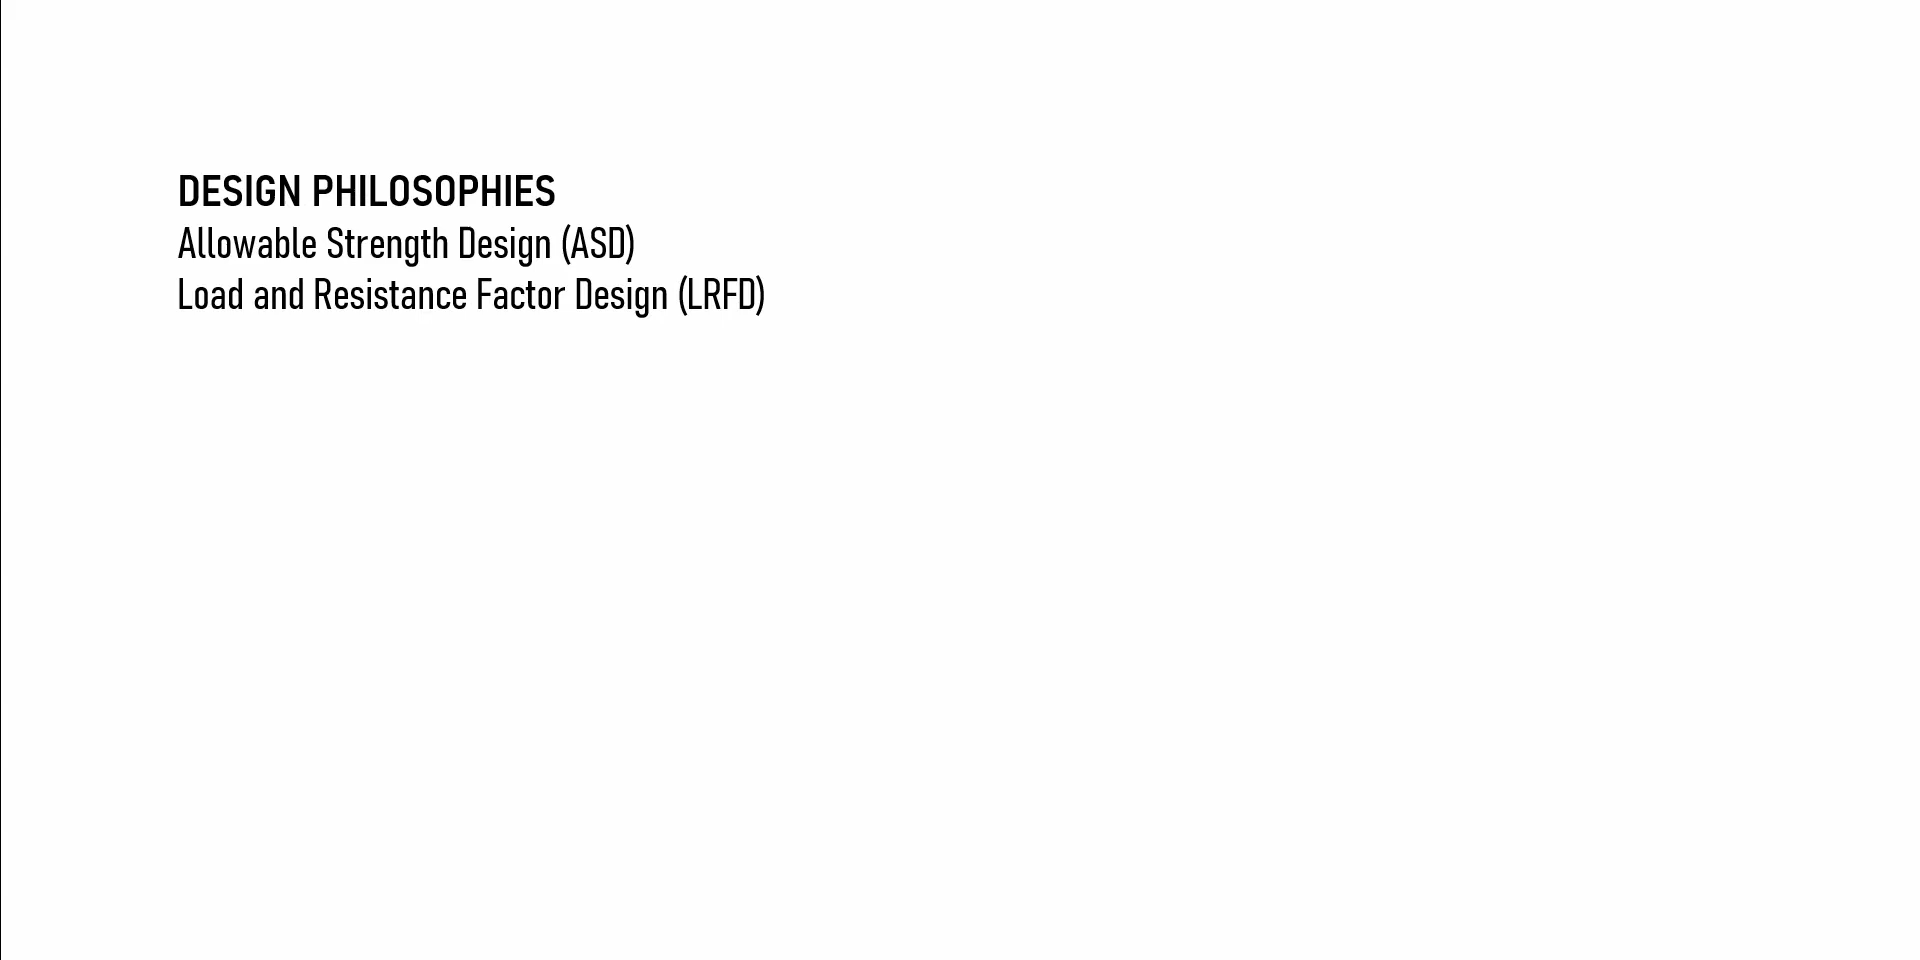 DESIGN PHILOSOPHIES
Allowable Strength Design (ASD)
Load and Resistance Factor Design (LRFD)